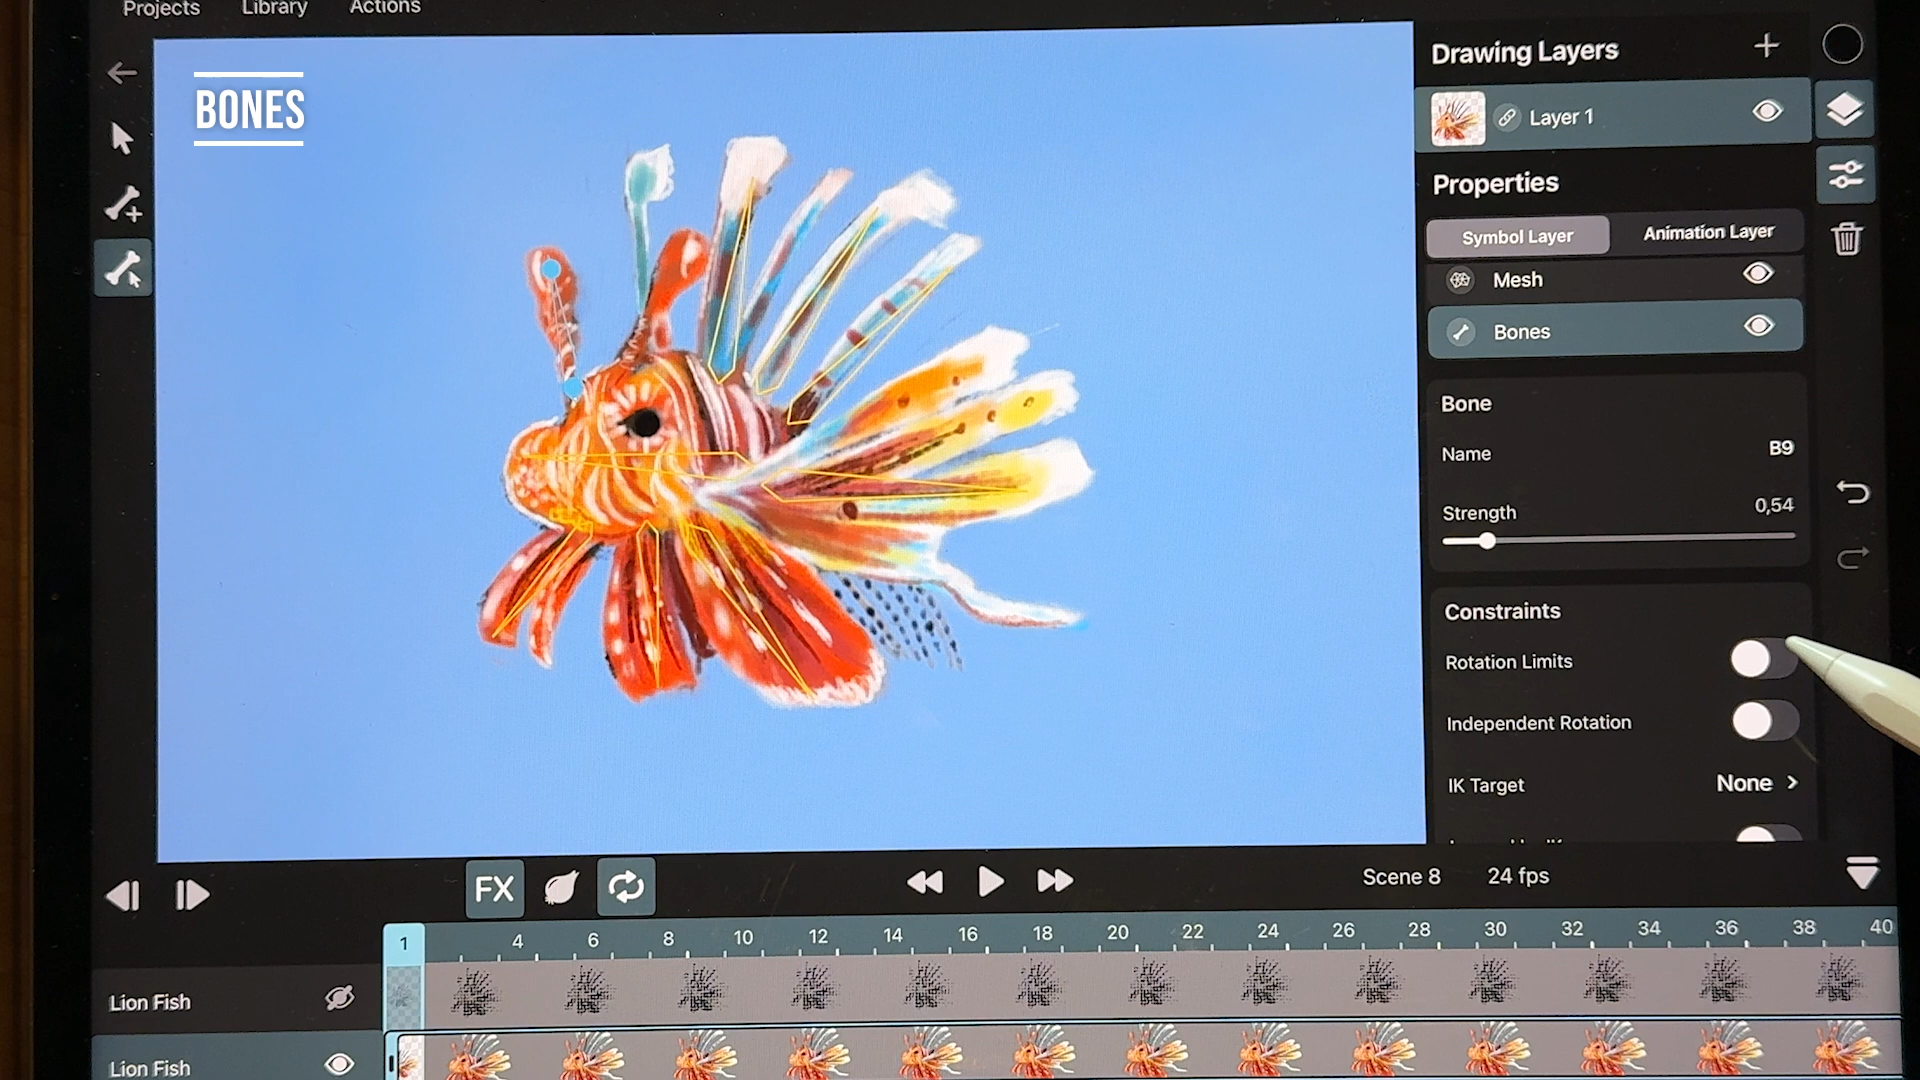 Projects Library Actions
BONES
Drawing Layers
Layer 1
Properties
Symbol Layer Animation Layer
Mesh
Bones
Bone
Name B9
Strength 0,54
Constraints
Rotation Limits
Independent Rotation
IK Target None
FX
Scene 8 24 fps
1 4 6 8 10 12 14 16 18 20 22 24 26 28 30 32 34 36 38 40
Lion Fish
Lion Fish